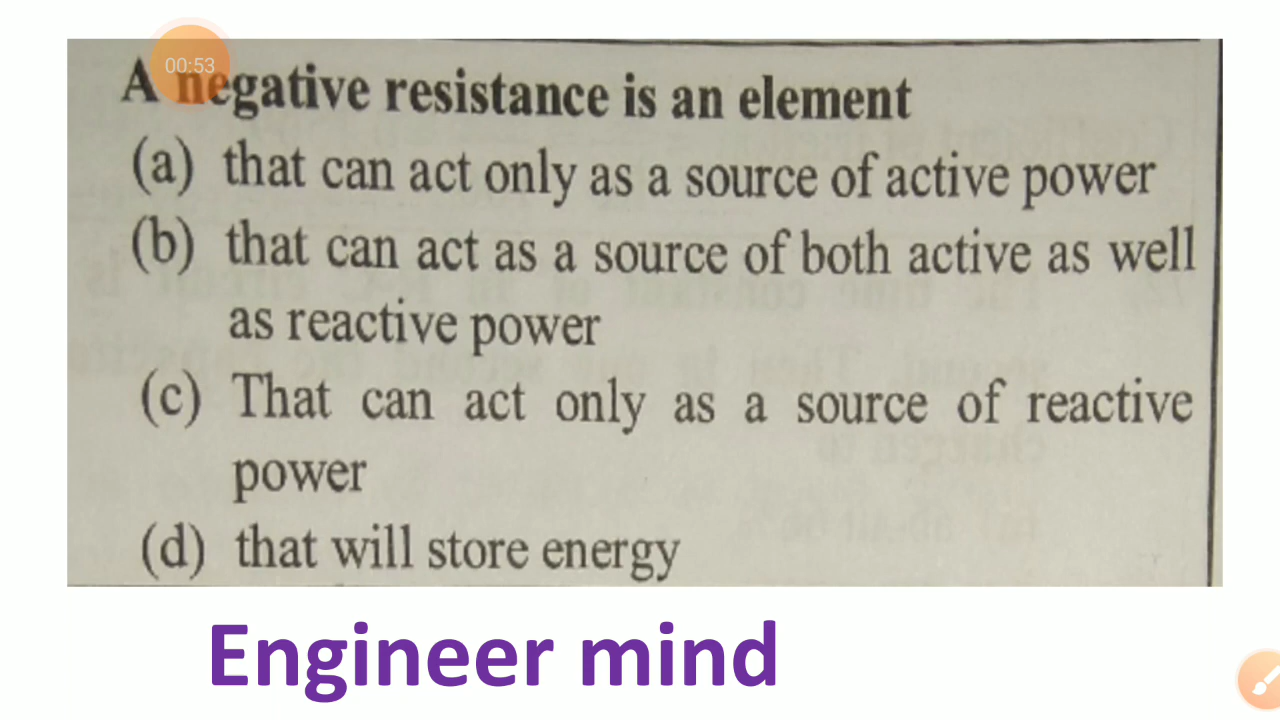 00:53
A negative resistance is an element
(a) that can act only as a source of active power
(b) that can act as a source of both active as well
as reactive power
(c) That can act only as a source of reactive
power
(d) that will store energy
Engineer mind